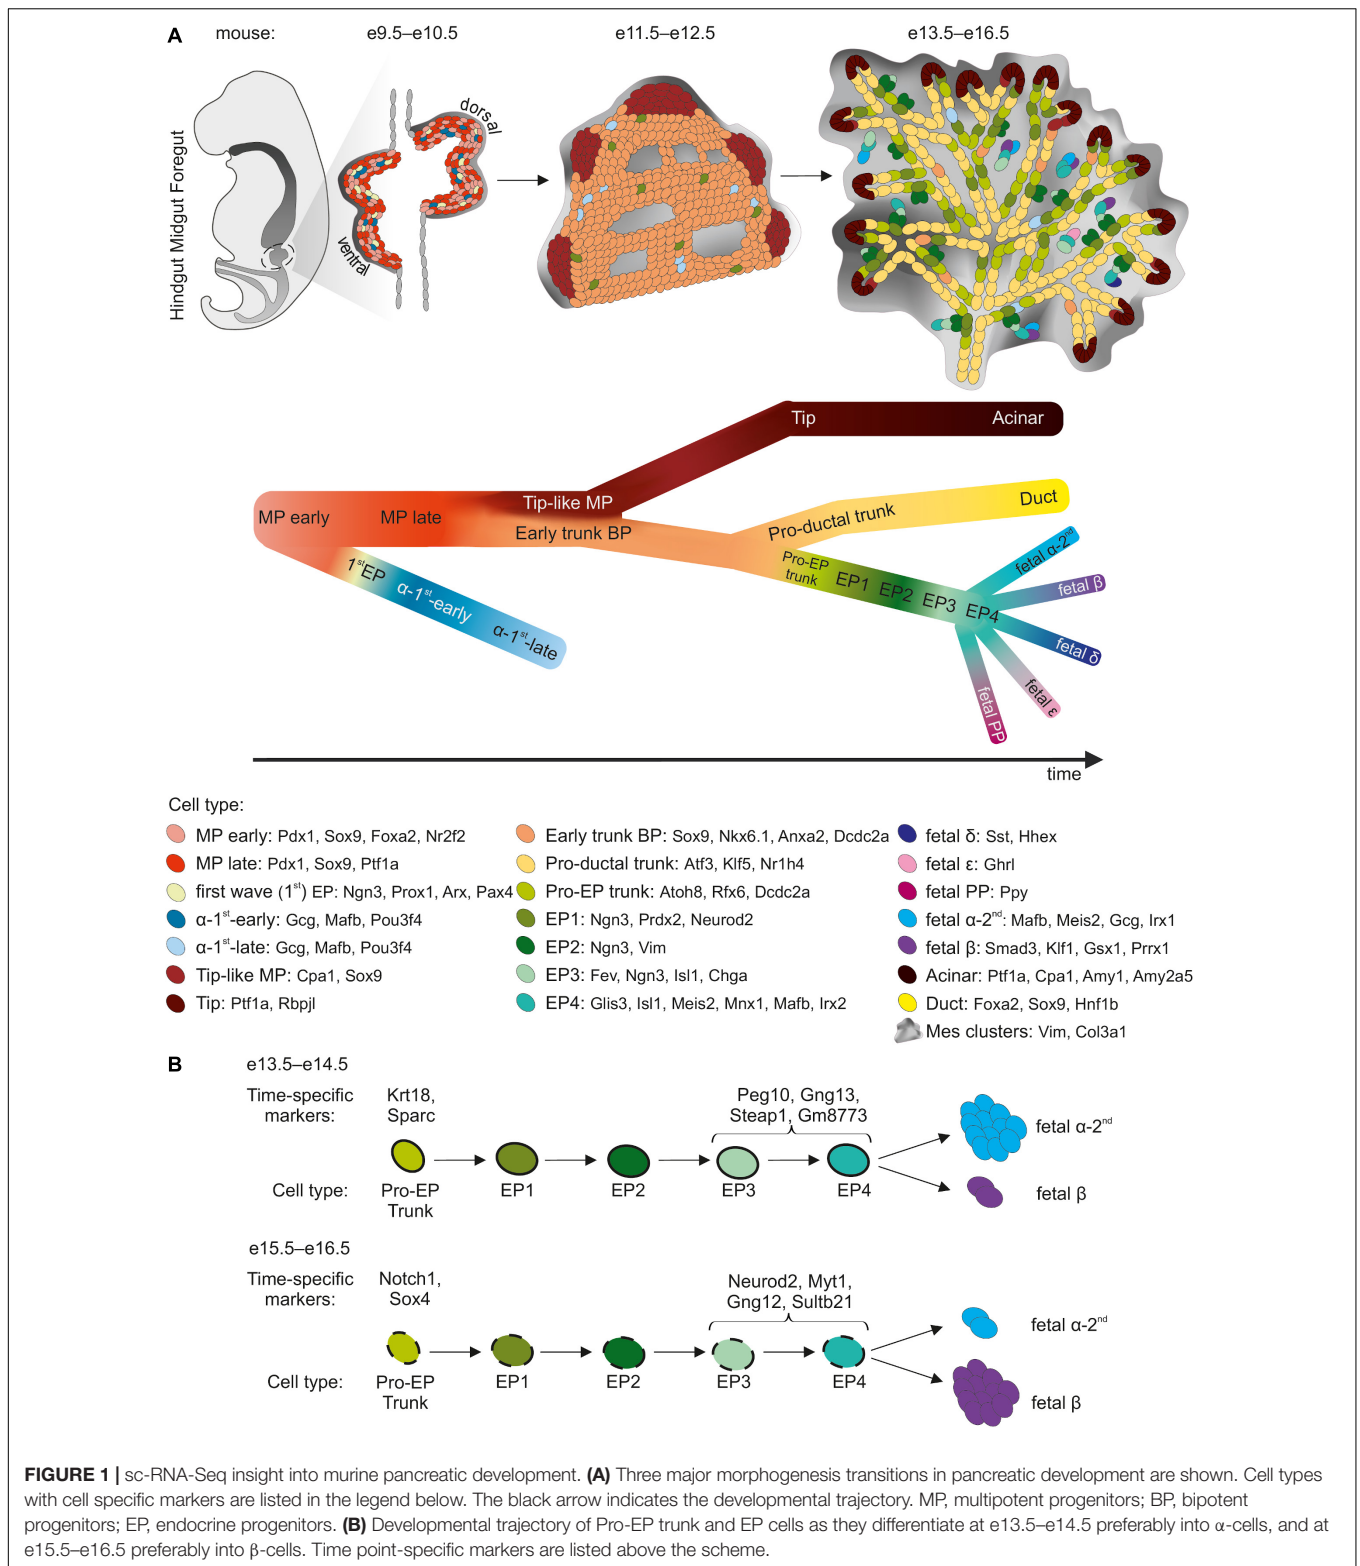 A
mouse:
e9.5–e10.5
e11.5–e12.5
e13.5–e16.5
Hindgut Midgut Foregut
dorsal
ventral
Tip
Acinar
Tip-like MP
Duct
MP early
MP late
Early trunk BP
Pro-ductal trunk
1st EP
α-1st-early
α-1st-late
Pro-EP
trunk
EP1
EP2
EP3
EP4
fetal α-2nd
fetal β
fetal δ
fetal ε
fetal PP
time
Cell type:
MP early: Pdx1, Sox9, Foxa2, Nr2f2
MP late: Pdx1, Sox9, Ptf1a
first wave (1st) EP: Ngn3, Prox1, Arx, Pax4
α-1st-early: Gcg, Mafb, Pou3f4
α-1st-late: Gcg, Mafb, Pou3f4
Tip-like MP: Cpa1, Sox9
Tip: Ptf1a, Rbpjl
Early trunk BP: Sox9, Nkx6.1, Anxa2, Dcdc2a
Pro-ductal trunk: Atf3, Klf5, Nr1h4
Pro-EP trunk: Atoh8, Rfx6, Dcdc2a
EP1: Ngn3, Prdx2, Neurod2
EP2: Ngn3, Vim
EP3: Fev, Ngn3, Isl1, Chga
EP4: Glis3, Isl1, Meis2, Mnx1, Mafb, Irx2
fetal δ: Sst, Hhex
fetal ε: Ghrl
fetal PP: Ppy
fetal α-2nd: Mafb, Meis2, Gcg, Irx1
fetal β: Smad3, Klf1, Gsx1, Prrx1
Acinar: Ptf1a, Cpa1, Amy1, Amy2a5
Duct: Foxa2, Sox9, Hnf1b
Mes clusters: Vim, Col3a1
B
e13.5–e14.5
Time-specific
markers:
Krt18,
Sparc
Peg10, Gng13,
Steap1, Gm8773
fetal α-2nd
fetal β
Cell type:
Pro-EP
Trunk
EP1
EP2
EP3
EP4
e15.5–e16.5
Time-specific
markers:
Notch1,
Sox4
Neurod2, Myt1,
Gng12, Sultb21
fetal α-2nd
fetal β
Cell type:
Pro-EP
Trunk
EP1
EP2
EP3
EP4
FIGURE 1 | sc-RNA-Seq insight into murine pancreatic development. (A) Three major morphogenesis transitions in pancreatic development are shown. Cell types
with cell specific markers are listed in the legend below. The black arrow indicates the developmental trajectory. MP, multipotent progenitors; BP, bipotent
progenitors; EP, endocrine progenitors. (B) Developmental trajectory of Pro-EP trunk and EP cells as they differentiate at e13.5–e14.5 preferably into α-cells, and at
e15.5–e16.5 preferably into β-cells. Time point-specific markers are listed above the scheme.